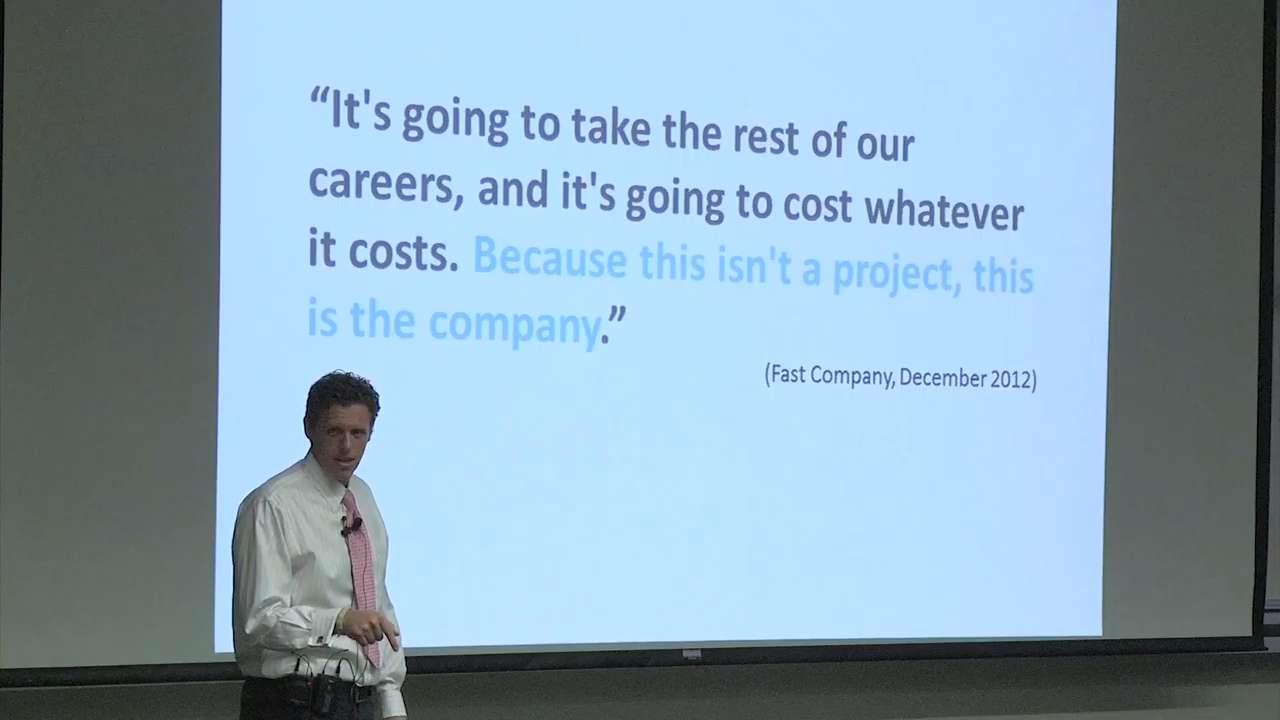 “It's going to take the rest of our
careers, and it's going to cost whatever
it costs. Because this isn't a project, this
is the company.”
(Fast Company, December 2012)